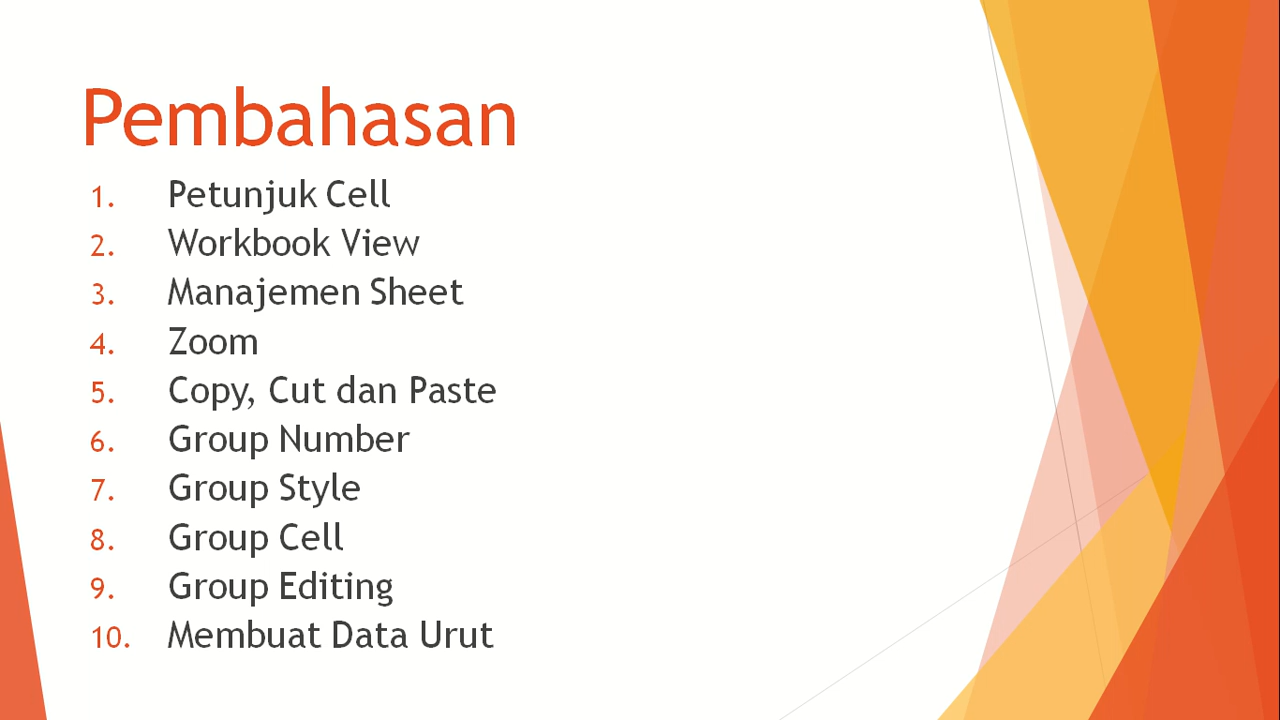 Pembahasan
1. Petunjuk Cell
2. Workbook View
3. Manajemen Sheet
4. Zoom
5. Copy, Cut dan Paste
6. Group Number
7. Group Style
8. Group Cell
9. Group Editing
10. Membuat Data Urut